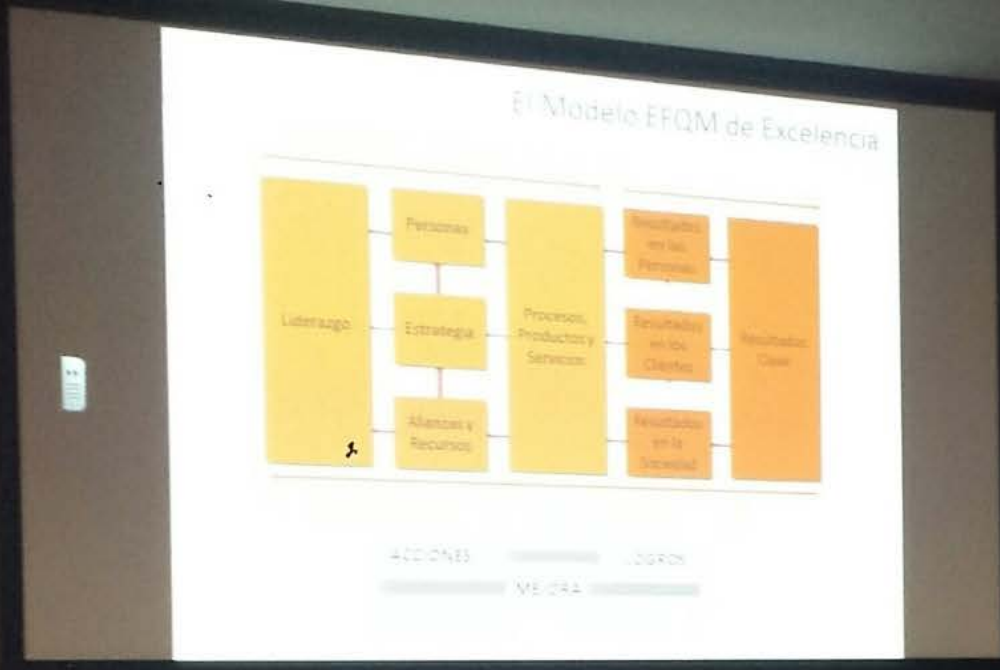 El Modelo EFQM de Excelencia
Liderazgo
Personas
Estrategia
Alianzas y
Recursos
Procesos,
Productos y
Servicios
Resultados
en las
Personas
Resultados
en los
Clientes
Resultados
en la
Sociedad
Resultados
Clave
ACCIONES
LOGROS
MEJORA